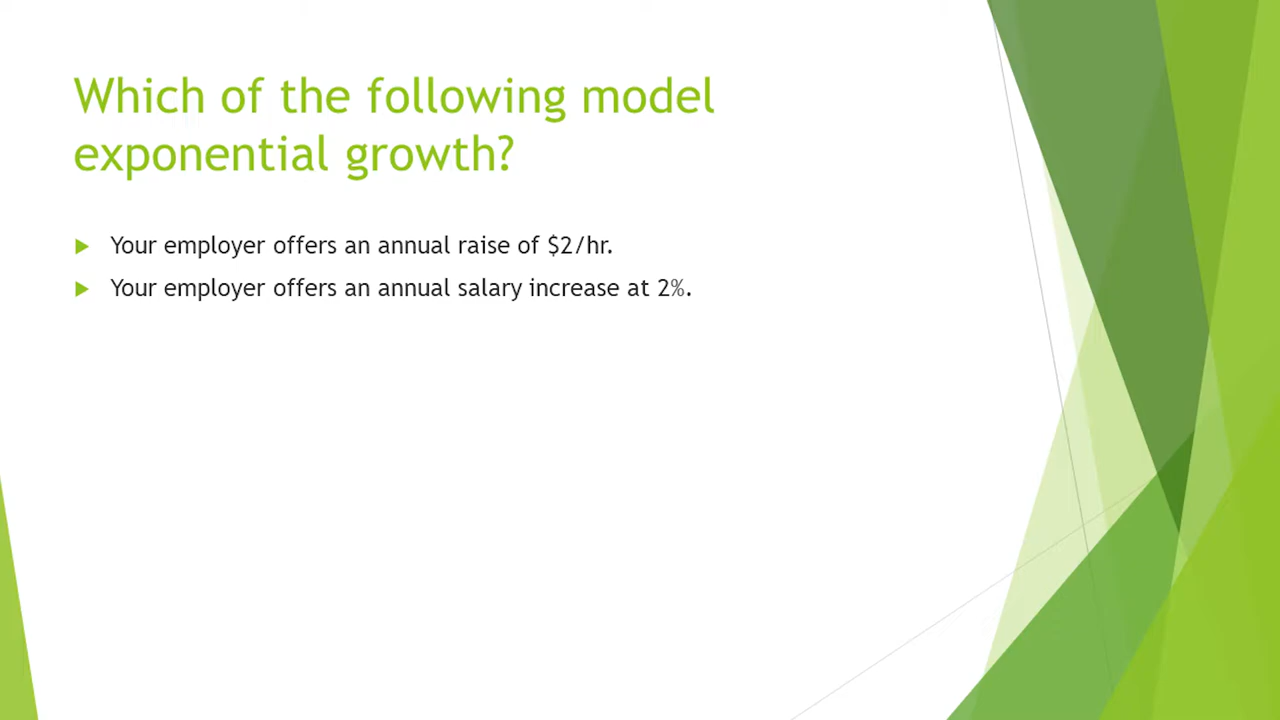 Which of the following model
exponential growth?
Your employer offers an annual raise of $2/hr.
Your employer offers an annual salary increase at 2%.